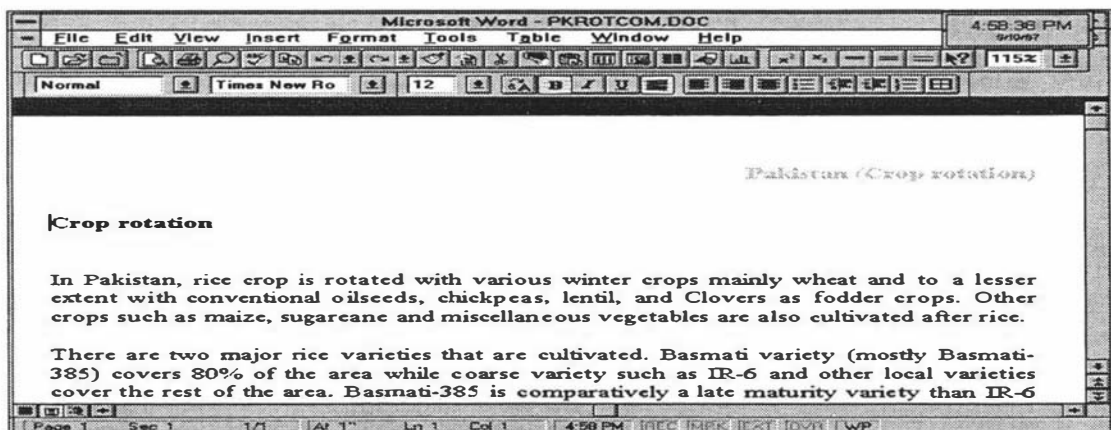 Microsoft Word - PKROTCOM.DOC
4:58:38 PM
9/10/97
File Edit View Insert Format Tools Table Window Help
115%
Normal Times New Ro 12 B I U
Pakistan (Crop rotation)
Crop rotation
In Pakistan, rice crop is rotated with various winter crops mainly wheat and to a lesser
extent with conventional oilseeds, chickpeas, lentil, and Clovers as fodder crops. Other
crops such as maize, sugareane and miscellaneous vegetables are also cultivated after rice.
There are two major rice varieties that are cultivated. Basmati variety (mostly Basmati-
385) covers 80% of the area while coarse variety such as IR-6 and other local varieties
cover the rest of the area. Basmati-385 is comparatively a late maturity variety than IR-6
Page 1 Sec 1 1/1 At 1" Ln 1 Col 1 4:58 PM REC MRK EXT OVR WP